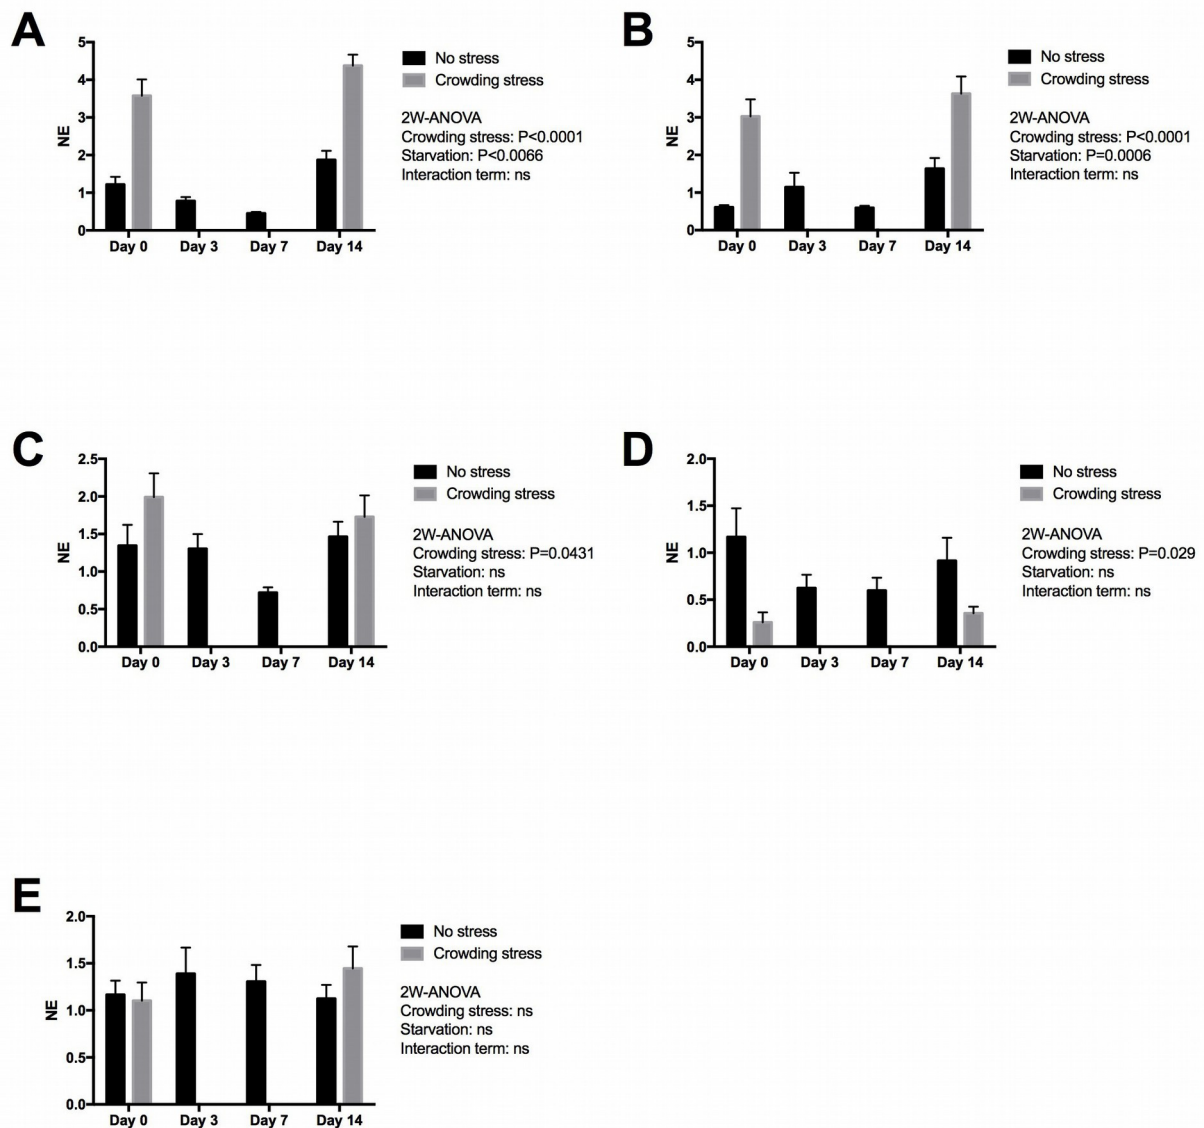 A
5
4
3
2
1
0
NE
Day 0 Day 3 Day 7 Day 14
No stress
Crowding stress
2W-ANOVA
Crowding stress: P<0.0001
Starvation: P<0.0066
Interaction term: ns
B
5
4
3
2
1
0
NE
Day 0 Day 3 Day 7 Day 14
No stress
Crowding stress
2W-ANOVA
Crowding stress: P<0.0001
Starvation: P=0.0006
Interaction term: ns
C
2.5
2.0
1.5
1.0
0.5
0.0
NE
Day 0 Day 3 Day 7 Day 14
No stress
Crowding stress
2W-ANOVA
Crowding stress: P=0.0431
Starvation: ns
Interaction term: ns
D
2.0
1.5
1.0
0.5
0.0
NE
Day 0 Day 3 Day 7 Day 14
No stress
Crowding stress
2W-ANOVA
Crowding stress: P=0.029
Starvation: ns
Interaction term: ns
E
2.0
1.5
1.0
0.5
0.0
NE
Day 0 Day 3 Day 7 Day 14
No stress
Crowding stress
2W-ANOVA
Crowding stress: ns
Starvation: ns
Interaction term: ns